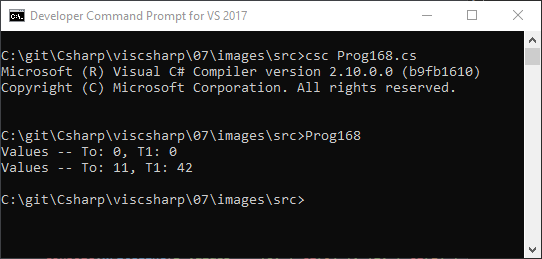 Developer Command Prompt for VS 2017
C:\git\Csharp\viscsharp\07\images\src>csc Prog168.cs
Microsoft (R) Visual C# Compiler version 2.10.0.0 (b9fb1610)
Copyright (C) Microsoft Corporation. All rights reserved.
C:\git\Csharp\viscsharp\07\images\src>Prog168
Values -- To: 0, T1: 0
Values -- To: 11, T1: 42
C:\git\Csharp\viscsharp\07\images\src>